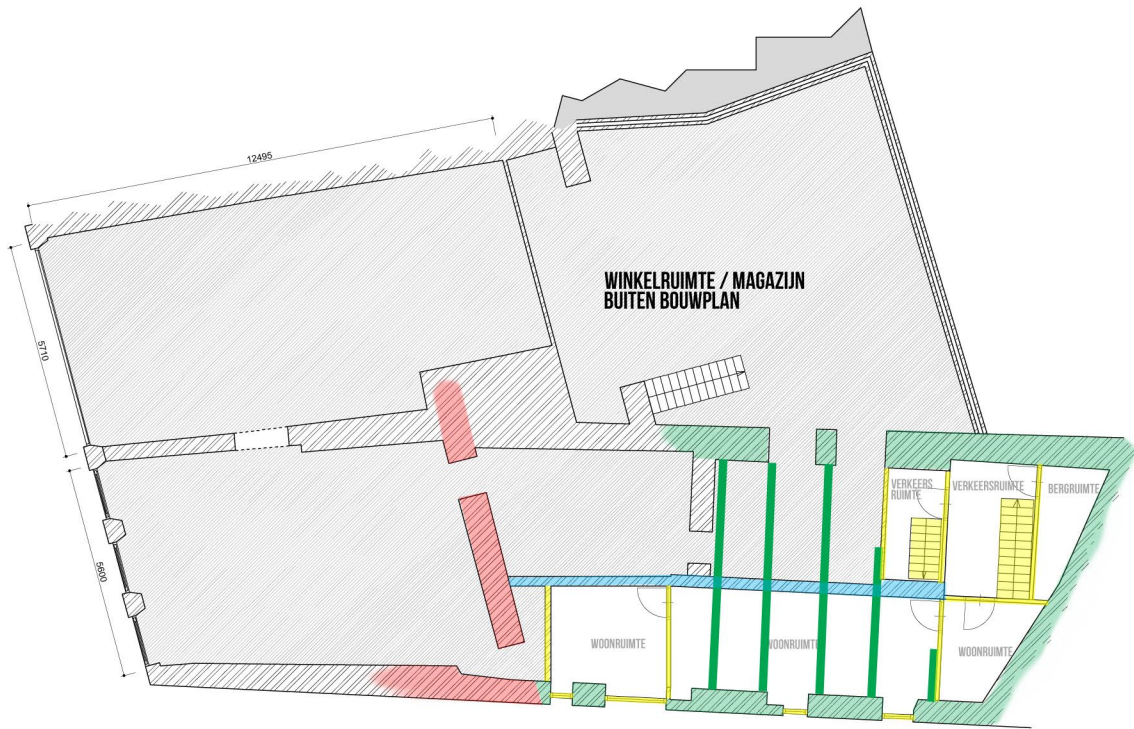 12495
5710
WINKELRUIMTE / MAGAZIJN
BUITEN BOUWPLAN
VERKEERS
RUIMTE
VERKEERSRUIMTE
BERGRUIMTE
5600
WOONRUIMTE
WOONRUIMTE
WOONRUIMTE